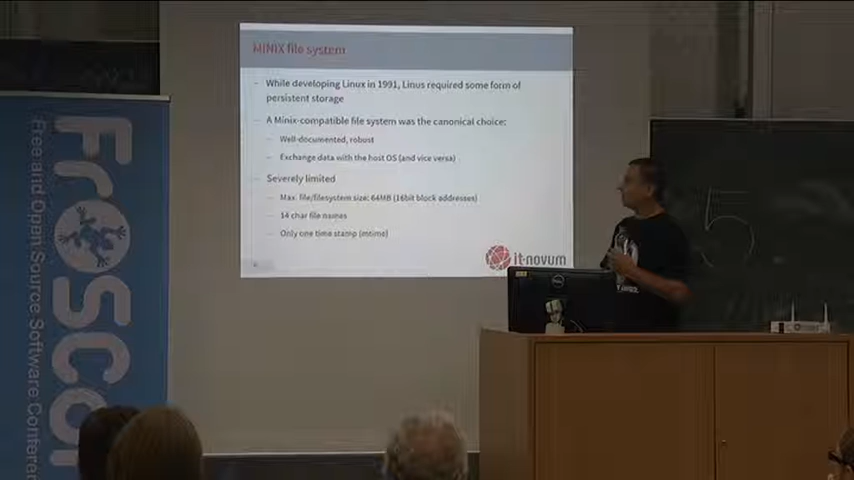 MINIX file system
– While developing Linux in 1991, Linus required some form of
persistent storage
– A Minix-compatible file system was the canonical choice:
– Well-documented, robust
– Exchange data with the host OS (and vice versa)
– Severely limited
– Max. file/filesystem size: 64MB (16bit block addresses)
– 14 char file names
– Only one time stamp (mtime)
it-novum
FrOSCon
Free and Open Source Software Conferen
DELL
5